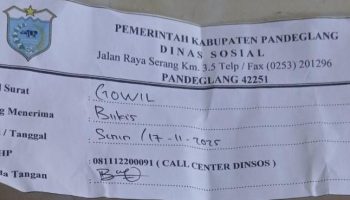 PEMERINTAH KABUPATEN PANDEGLANG
DINAS SOSIAL
Jalan Raya Serang Km. 3.5 Telp / Fax (0253) 201296
PANDEGLANG 42251
Surat : GOWIL
Menerima : Bukis
/ Tanggal : Senin / 17-11-2025
HP : 081112200091 ( CALL CENTER DINSOS )
Tangan :